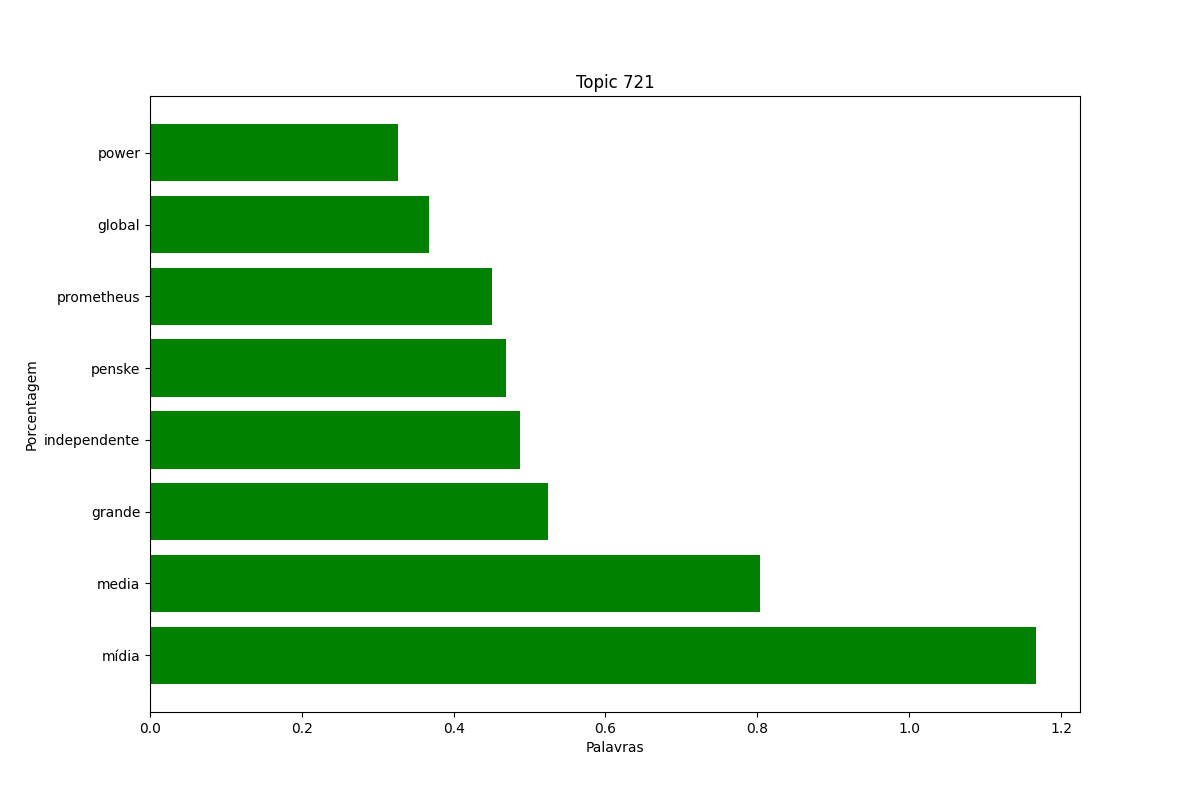 Topic 721
power
global
prometheus
penske
independente
grande
media
mídia
Porcentagem
0.0 0.2 0.4 0.6 0.8 1.0 1.2
Palavras